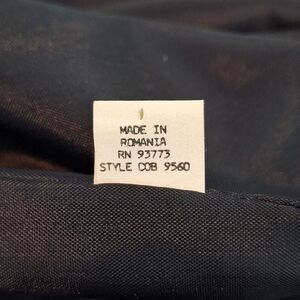 MADE IN
ROMANIA
RN 93773
STYLE COB 9560